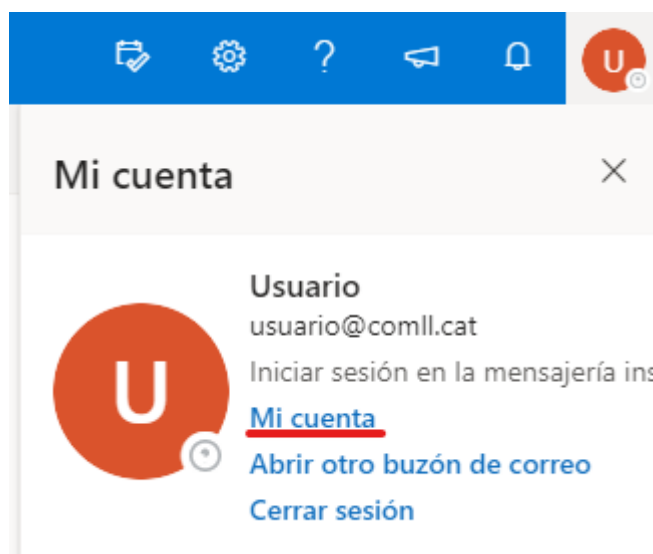 U
Mi cuenta
U
Usuario
usuario@comll.cat
Iniciar sesión en la mensajería ins
Mi cuenta
Abrir otro buzón de correo
Cerrar sesión